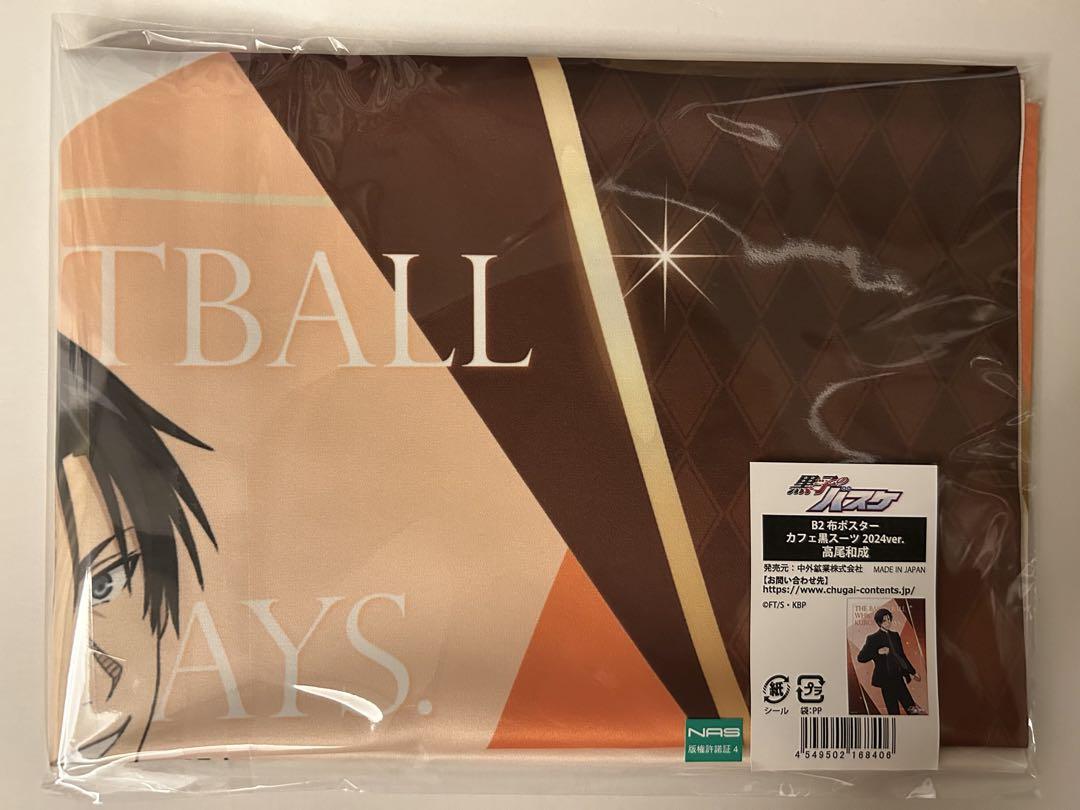 TBALL
AYS.
黒子のバスケ
B2 布ポスター
カフェ黒スーツ 2024ver.
高尾和成
発売元：中外鉱業株式会社 MADE IN JAPAN
【お問い合わせ先】
https://www.chugai-contents.jp/
©FT/S・KBP
紙
プラ
シール
袋:PP
NAS
版権許諾証 4
4 549502 168406